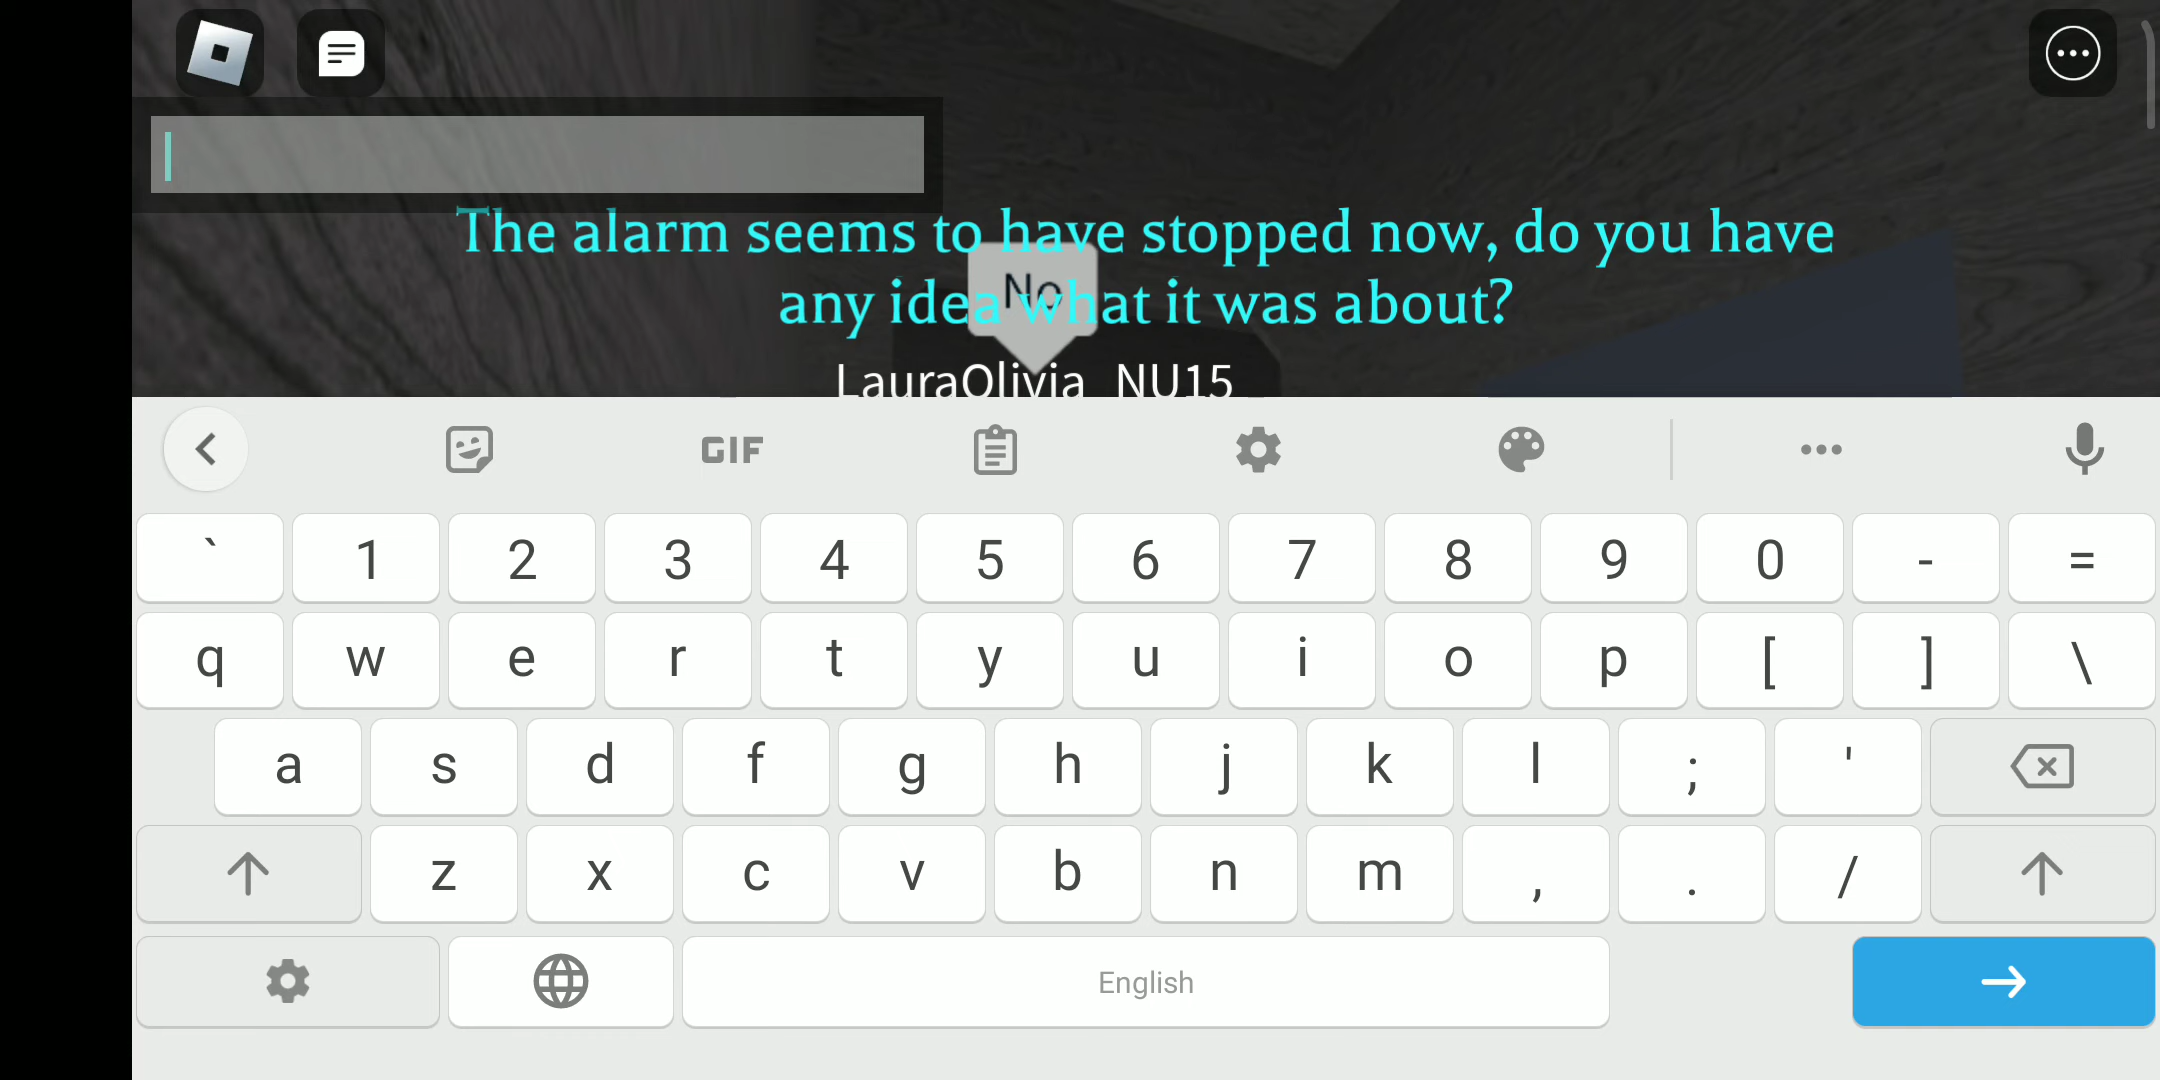 The alarm seems to have stopped now, do you have
any idea what it was about?
No
LauraOlivia_NU15
GIF
` 1 2 3 4 5 6 7 8 9 0 - =
q w e r t y u i o p [ ] \
a s d f g h j k l ; '
z x c v b n m , . /
English